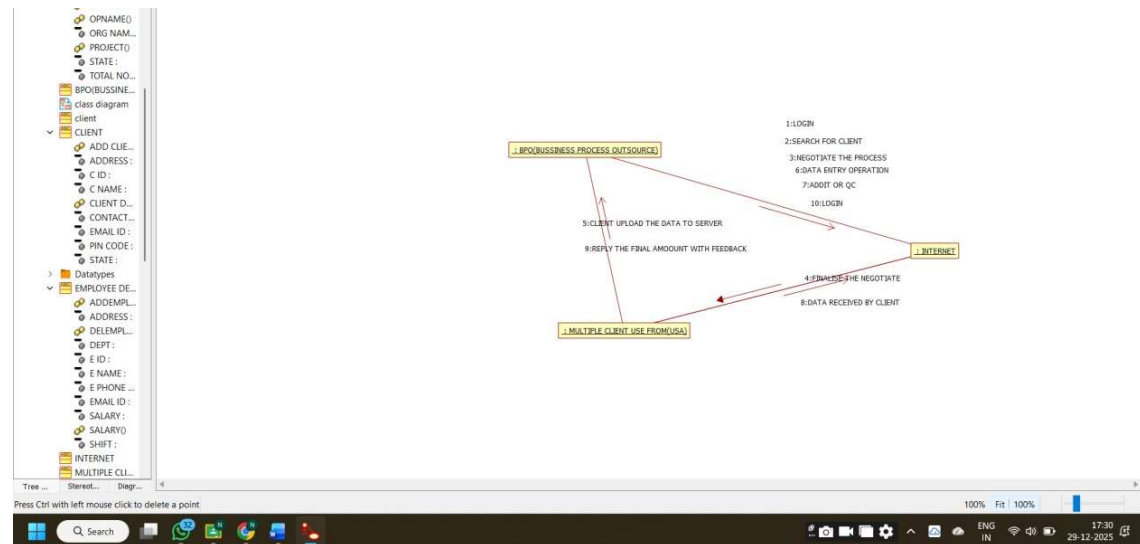 OPNAME()
ORG NAM...
PROJECT()
STATE :
TOTAL NO...
BPO(BUSSINE...
class diagram
client
CLIENT
ADD CLIE...
ADDRESS :
C ID :
C NAME :
CLIENT D...
CONTACT...
EMAIL ID :
PIN CODE :
STATE :
Datatypes
EMPLOYEE DE...
ADDEMPL...
ADDRESS :
DELEMPL...
DEPT :
E ID :
E NAME :
E PHONE ...
EMAIL ID :
SALARY :
SALARY()
SHIFT :
INTERNET
MULTIPLE CLI...
Tree ... Stereot... Diagr...
1:LOGIN
2:SEARCH FOR CLIENT
: BPO(BUSSINESS PROCESS OUTSOURCE)
3:NEGOTIATE THE PROCESS
6:DATA ENTRY OPERATION
7:ADDIT OR QC
10:LOGIN
5:CLIENT UPLOAD THE DATA TO SERVER
9:REPLY THE FINAL AMOOUNT WITH FEEDBACK
: INTERNET
4:FINALISE THE NEGOTIATE
8:DATA RECEIVED BY CLIENT
: MULTIPLE CLIENT USE FROM(USA)
Press Ctrl with left mouse click to delete a point
100% Fit 100%
Search
32
N
N
ENG
IN
17:30
29-12-2025